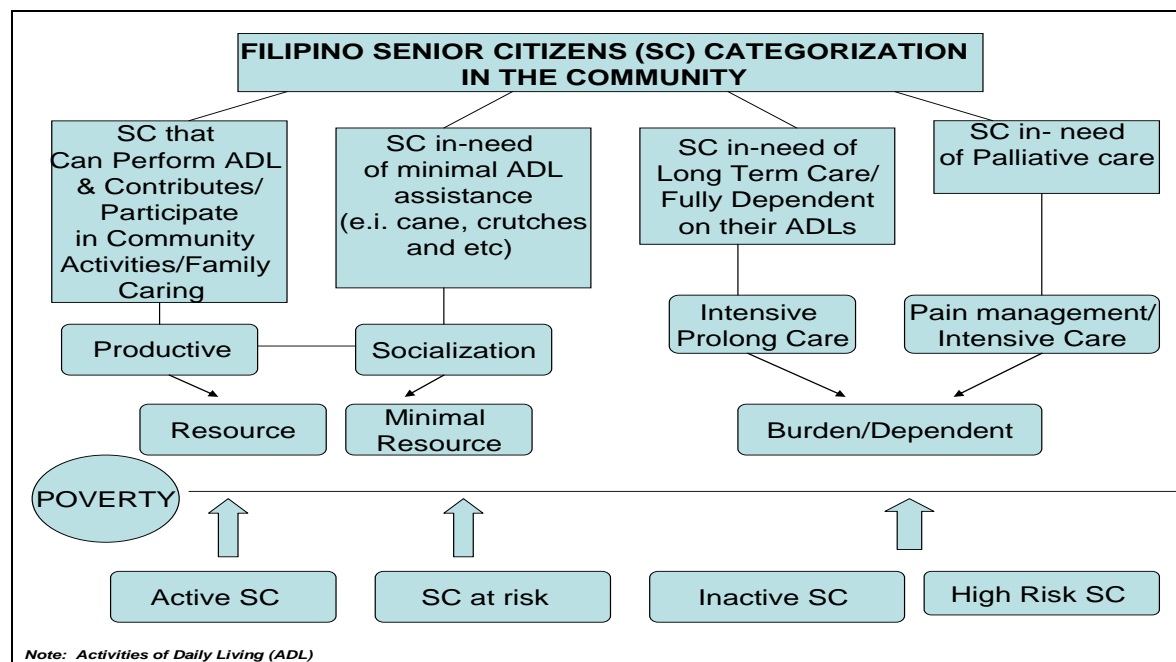 FILIPINO SENIOR CITIZENS (SC) CATEGORIZATION
IN THE COMMUNITY
SC that
Can Perform ADL
& Contributes/
Participate
in Community
Activities/Family
Caring
SC in-need
of minimal ADL
assistance
(e.i. cane, crutches
and etc)
SC in-need of
Long Term Care/
Fully Dependent
on their ADLs
SC in- need
of Palliative care
Productive
Socialization
Intensive
Prolong Care
Pain management/
Intensive Care
Resource
Minimal
Resource
Burden/Dependent
POVERTY
Active SC
SC at risk
Inactive SC
High Risk SC
Note: Activities of Daily Living (ADL)